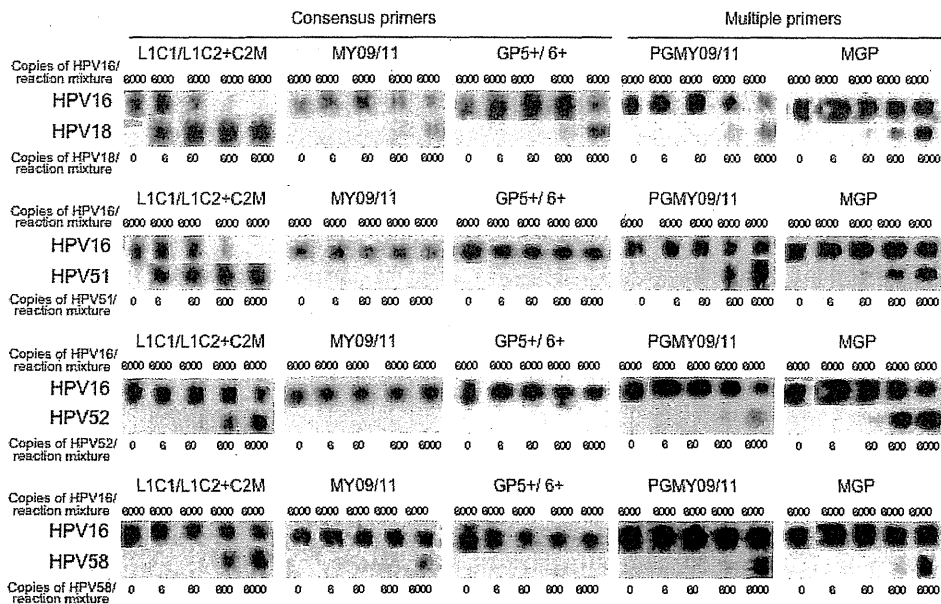 Consensus primers Multiple primers
L1C1/L1C2+C2M MY09/11 GP5+/ 6+ PGMY09/11 MGP
Copies of HPV16/
reaction mixture
6000 6000 6000 6000 6000 6000 6000 6000 6000 6000 6000 6000 6000 6000 6000 6000 6000 6000 6000 6000 6000 6000 6000 6000 6000
HPV16
HPV18
Copies of HPV18/
reaction mixture
0 6 60 600 6000 0 6 60 600 6000 0 6 60 600 6000 0 6 60 600 6000 0 6 60 600 6000
L1C1/L1C2+C2M MY09/11 GP5+/ 6+ PGMY09/11 MGP
Copies of HPV16/
reaction mixture
6000 6000 6000 6000 6000 6000 6000 6000 6000 6000 6000 6000 6000 6000 6000 6000 6000 6000 6000 6000 6000 6000 6000 6000 6000
HPV16
HPV51
Copies of HPV51/
reaction mixture
0 6 60 600 6000 0 6 60 600 6000 0 6 60 600 6000 0 6 60 600 6000 0 6 60 600 6000
L1C1/L1C2+C2M MY09/11 GP5+/ 6+ PGMY09/11 MGP
Copies of HPV16/
reaction mixture
6000 6000 6000 6000 6000 6000 6000 6000 6000 6000 6000 6000 6000 6000 6000 6000 6000 6000 6000 6000 6000 6000 6000 6000 6000
HPV16
HPV52
Copies of HPV52/
reaction mixture
0 6 60 600 6000 0 6 60 600 6000 0 6 60 600 6000 0 6 60 600 6000 0 6 60 600 6000
L1C1/L1C2+C2M MY09/11 GP5+/ 6+ PGMY09/11 MGP
Copies of HPV16/
reaction mixture
6000 6000 6000 6000 6000 6000 6000 6000 6000 6000 6000 6000 6000 6000 6000 6000 6000 6000 6000 6000 6000 6000 6000 6000 6000
HPV16
HPV58
Copies of HPV58/
reaction mixture
0 6 60 600 6000 0 6 60 600 6000 0 6 60 600 6000 0 6 60 600 6000 0 6 60 600 6000